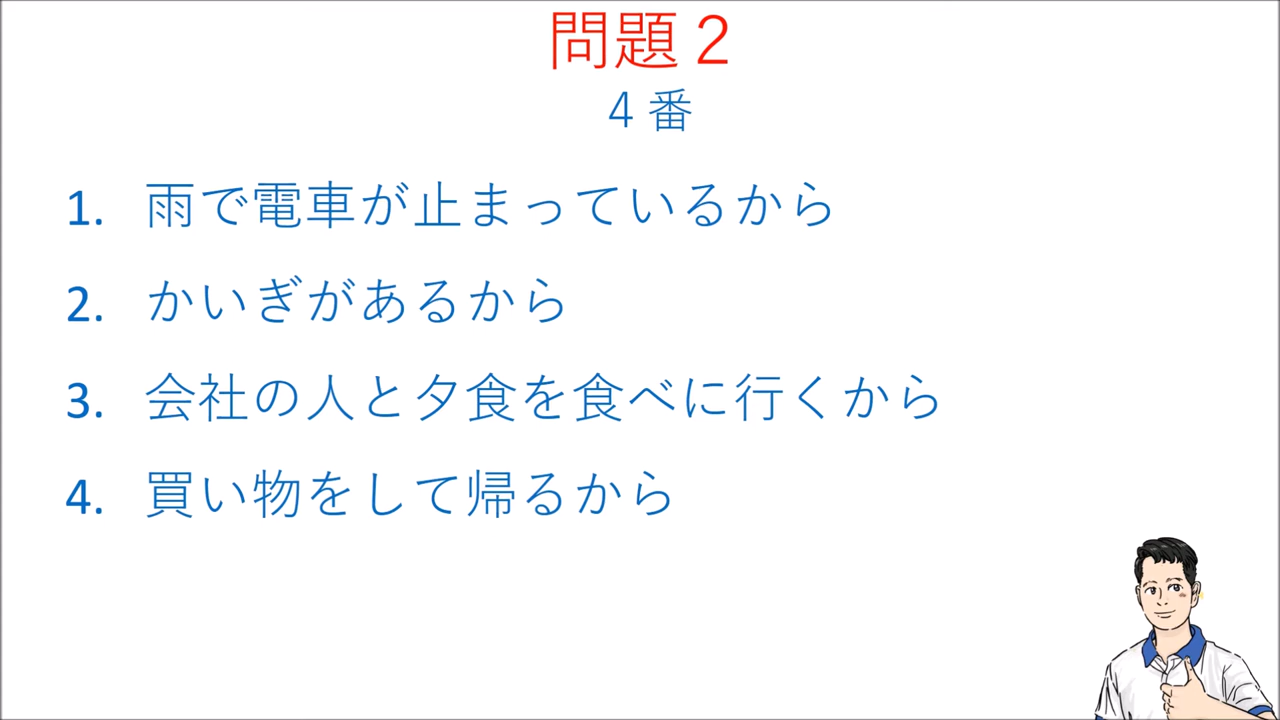 問題２
４番
1. 雨で電車が止まっているから
2. かいぎがあるから
3. 会社の人と夕食を食べに行くから
4. 買い物をして帰るから